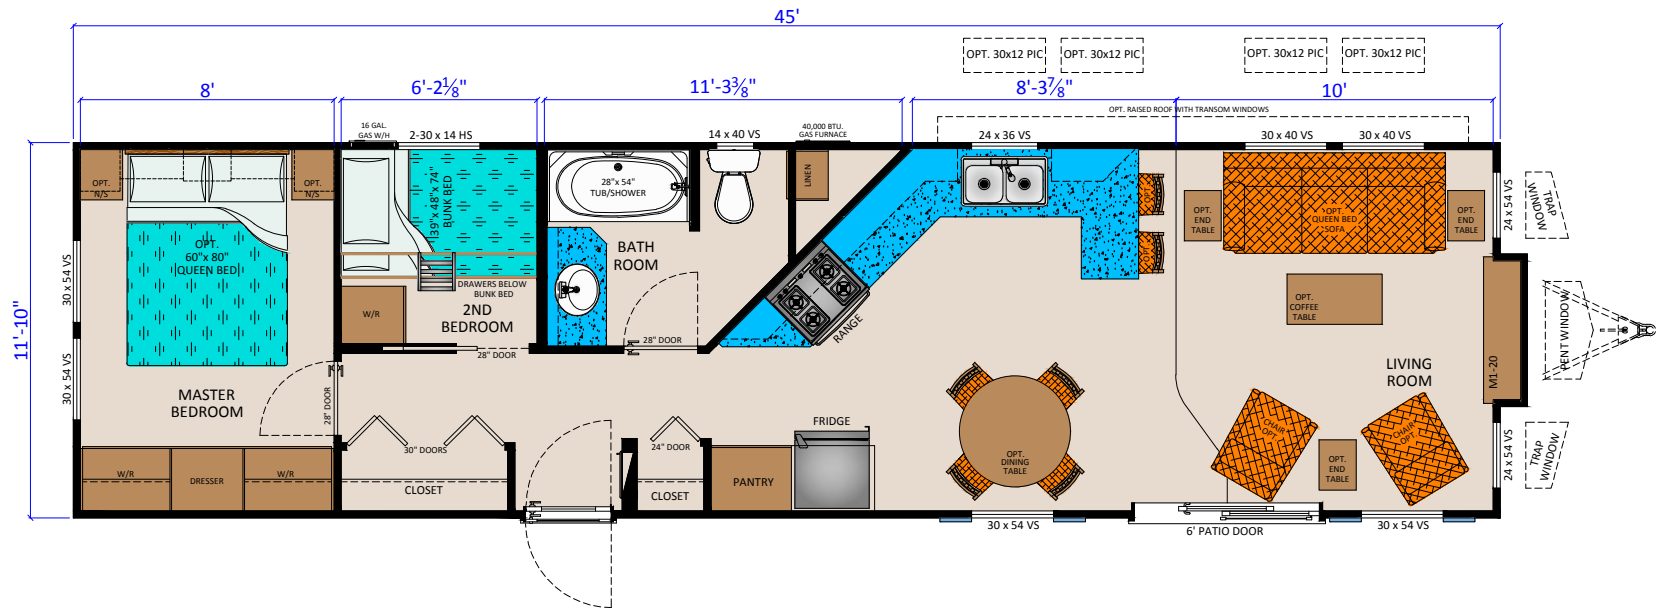 45'
OPT. 30x12 PIC
OPT. 30x12 PIC
OPT. 30x12 PIC
OPT. 30x12 PIC
8'
6'-2⅛"
11'-3⅜"
8'-3⅞"
10'
OPT. RAISED ROOF WITH TRANSOM WINDOWS
16 GAL.
GAS W/H
2-30 x 14 HS
14 x 40 VS
40,000 BTU.
GAS FURNACE
24 x 36 VS
30 x 40 VS
30 x 40 VS
11'-10"
30 x 54 VS
30 x 54 VS
OPT.
N/S
OPT.
N/S
OPT.
60"x 80"
QUEEN BED
MASTER
BEDROOM
28" DOOR
W/R
DRESSER
W/R
39"x 48"x 74"
BUNK BED
DRAWERS BELOW
BUNK BED
W/R
2ND
BEDROOM
28" DOOR
30" DOORS
CLOSET
28"x 54"
TUB/SHOWER
BATH
ROOM
28" DOOR
LINEN
24" DOOR
CLOSET
PANTRY
FRIDGE
RANGE
OPT.
OPT.
OPT.
DINING
TABLE
OPT.
END
TABLE
OPT.
QUEEN BED
SOFA
OPT.
END
TABLE
OPT.
COFFEE
TABLE
LIVING
ROOM
M1-20
CHAIR
OPT.
OPT.
END
TABLE
CHAIR
OPT.
24 x 54 VS
TRAP
WINDOW
PENT WINDOW
24 x 54 VS
TRAP
WINDOW
30 x 54 VS
6' PATIO DOOR
30 x 54 VS